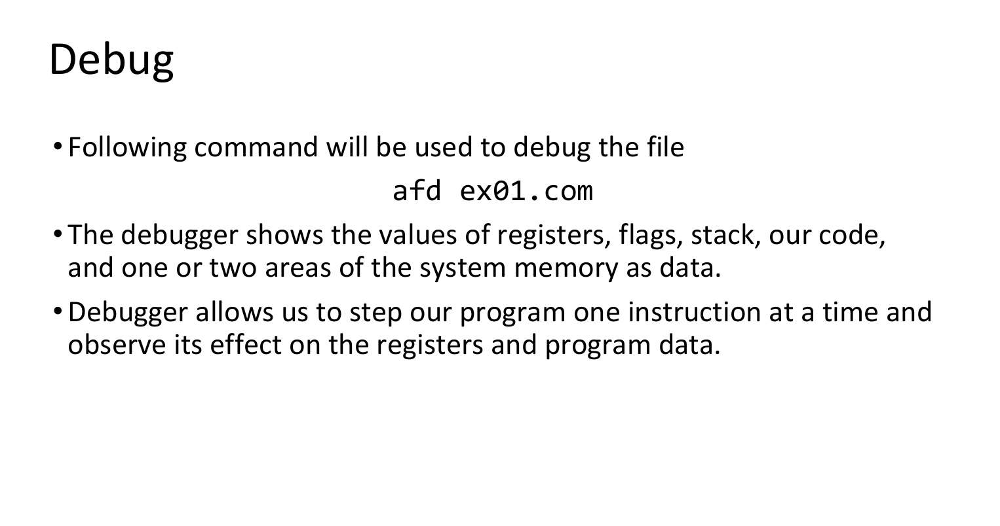 Debug
• Following command will be used to debug the file
afd ex01.com
• The debugger shows the values of registers, flags, stack, our code,
and one or two areas of the system memory as data.
• Debugger allows us to step our program one instruction at a time and
observe its effect on the registers and program data.